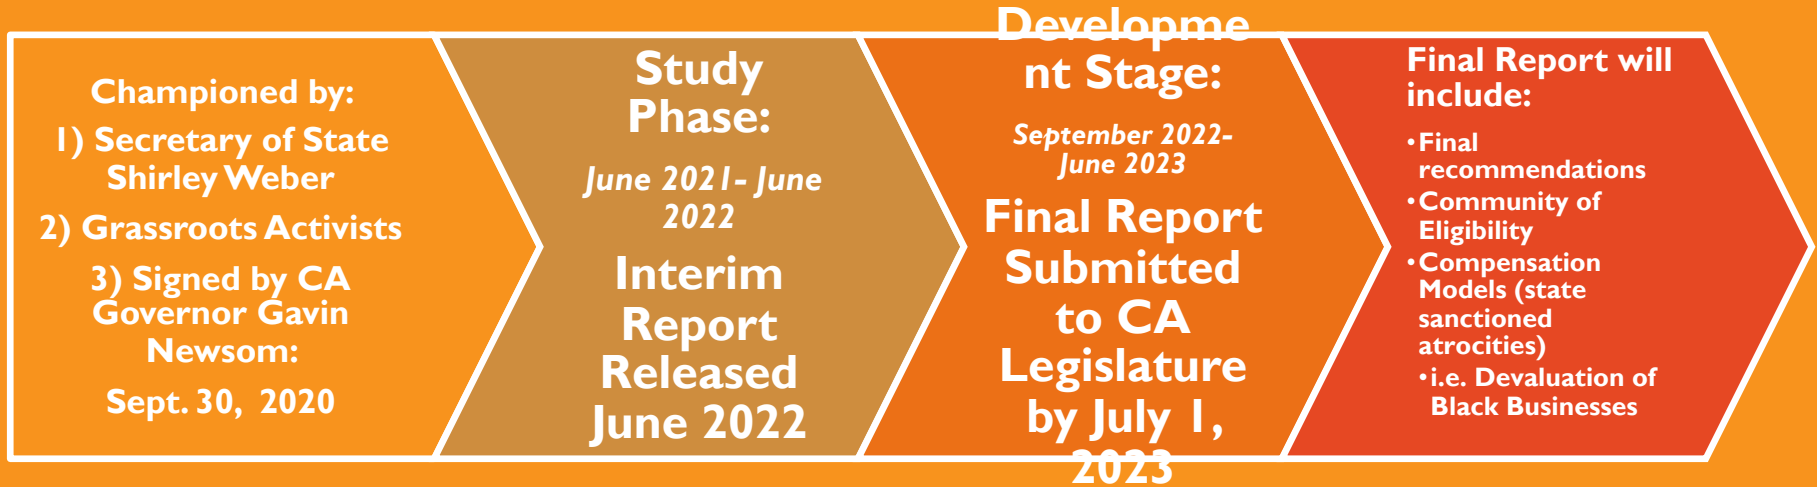 Championed by:
1) Secretary of State
Shirley Weber
2) Grassroots Activists
3) Signed by CA
Governor Gavin
Newsom:
Sept. 30, 2020
Study
Phase:
June 2021- June
2022
Interim
Report
Released
June 2022
Developme
nt Stage:
September 2022-
June 2023
Final Report
Submitted
to CA
Legislature
by July 1,
2023
Final Report will
include:
•Final
recommendations
•Community of
Eligibility
•Compensation
Models (state
sanctioned
atrocities)
•i.e. Devaluation of
Black Businesses